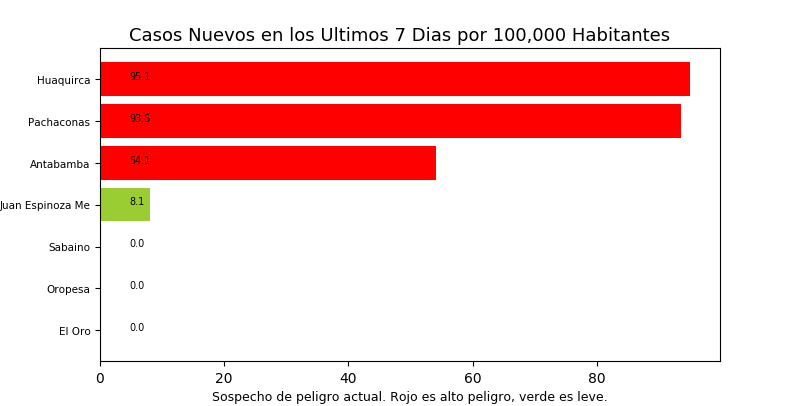 Casos Nuevos en los Ultimos 7 Dias por 100,000 Habitantes
Huaquirca 95.1
Pachaconas 93.5
Antabamba 54.1
Juan Espinoza Me 8.1
Sabaino 0.0
Oropesa 0.0
El Oro 0.0
0 20 40 60 80
Sospecho de peligro actual. Rojo es alto peligro, verde es leve.